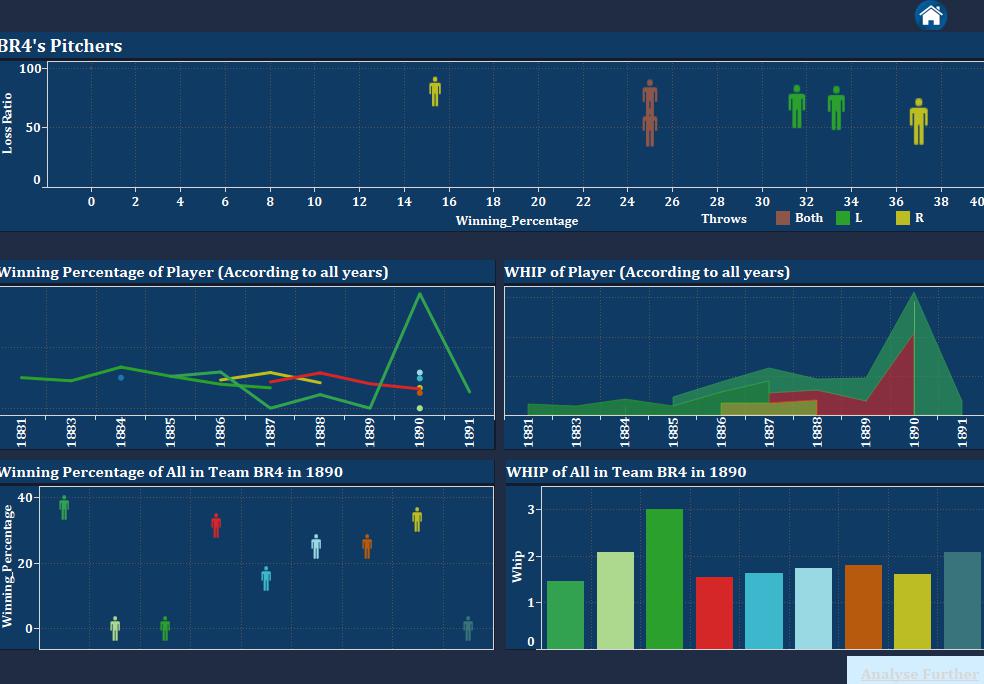 BR4's Pitchers
Loss Ratio
100
50
0
0 2 4 6 8 10 12 14 16 18 20 22 24 26 28 30 32 34 36 38 40
Winning_Percentage
Throws Both L R
Winning Percentage of Player (According to all years)
1881 1883 1884 1885 1886 1887 1888 1889 1890 1891
WHIP of Player (According to all years)
1881 1883 1884 1885 1886 1887 1888 1889 1890 1891
Winning Percentage of All in Team BR4 in 1890
Winning_Percentage
40
20
0
WHIP of All in Team BR4 in 1890
Whip
3
2
1
0
Analyse Further